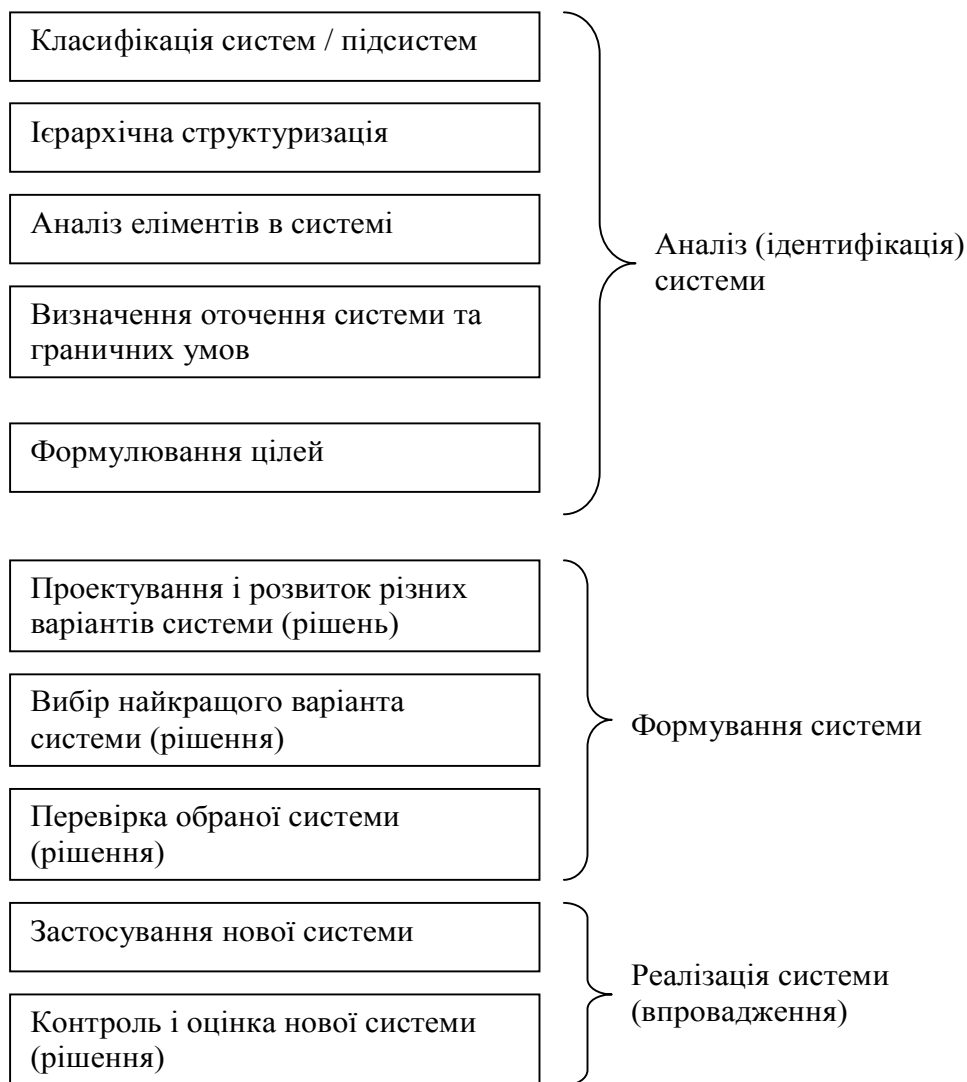 Класифікація систем / підсистем
Ієрархічна структуризація
Аналіз еліментів в системі
Визначення оточення системи та
граничних умов
Формулювання цілей
Аналіз (ідентифікація)
системи
Проектування і розвиток різних
варіантів системи (рішень)
Вибір найкращого варіанта
системи (рішення)
Перевірка обраної системи
(рішення)
Формування системи
Застосування нової системи
Контроль і оцінка нової системи
(рішення)
Реалізація системи
(впровадження)